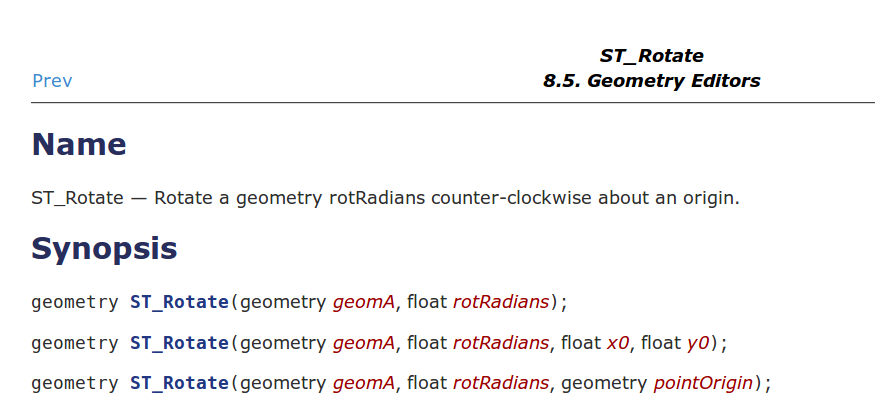 ST_Rotate
Prev
8.5. Geometry Editors
Name
ST_Rotate — Rotate a geometry rotRadians counter-clockwise about an origin.
Synopsis
geometry ST_Rotate(geometry geomA, float rotRadians);
geometry ST_Rotate(geometry geomA, float rotRadians, float x0, float y0);
geometry ST_Rotate(geometry geomA, float rotRadians, geometry pointOrigin);